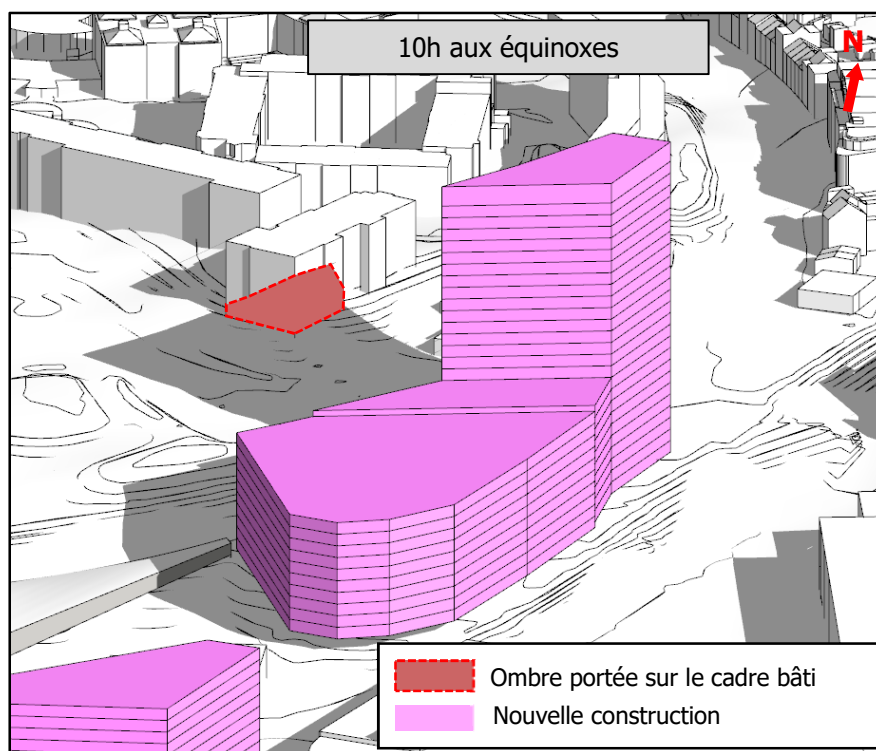 10h aux équinoxes
N
Ombre portée sur le cadre bâti
Nouvelle construction